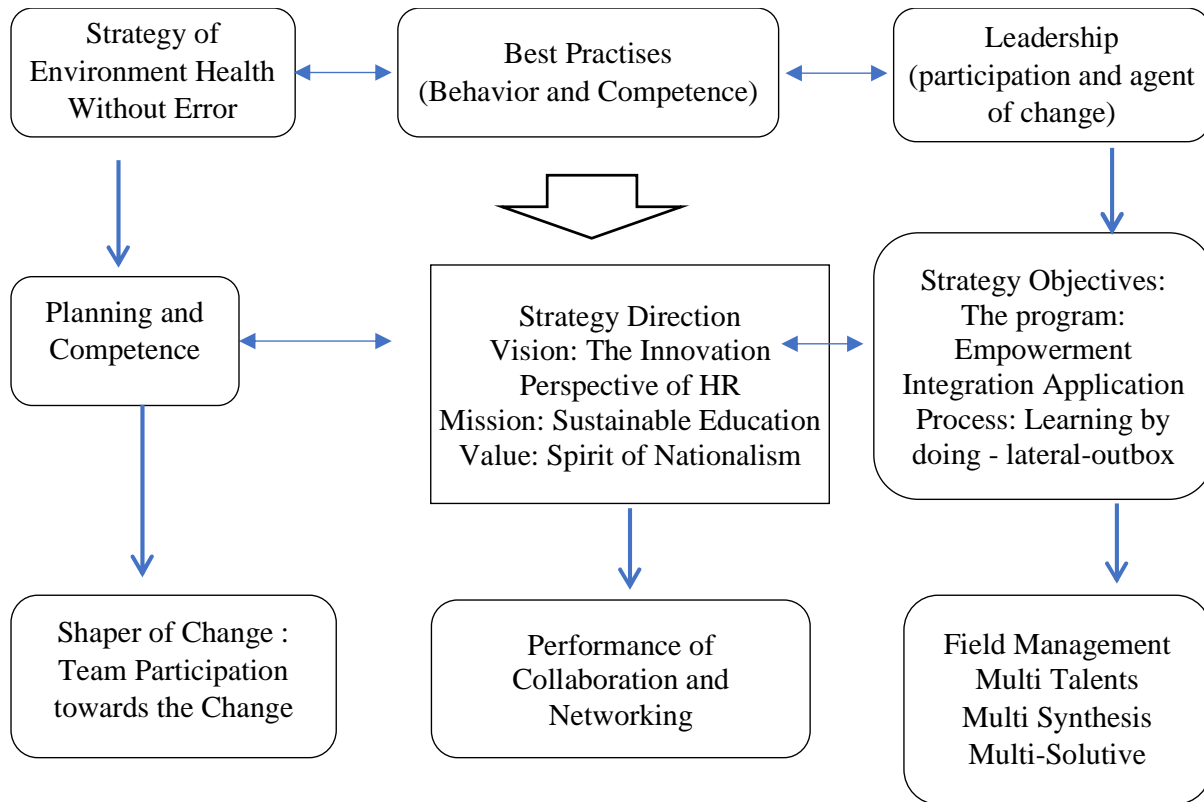 Strategy of
Environment Health
Without Error
Best Practises
(Behavior and Competence)
Leadership
(participation and agent
of change)
Planning and
Competence
Strategy Direction
Vision: The Innovation
Perspective of HR
Mission: Sustainable Education
Value: Spirit of Nationalism
Strategy Objectives:
The program:
Empowerment
Integration Application
Process: Learning by
doing - lateral-outbox
Shaper of Change :
Team Participation
towards the Change
Performance of
Collaboration and
Networking
Field Management
Multi Talents
Multi Synthesis
Multi-Solutive